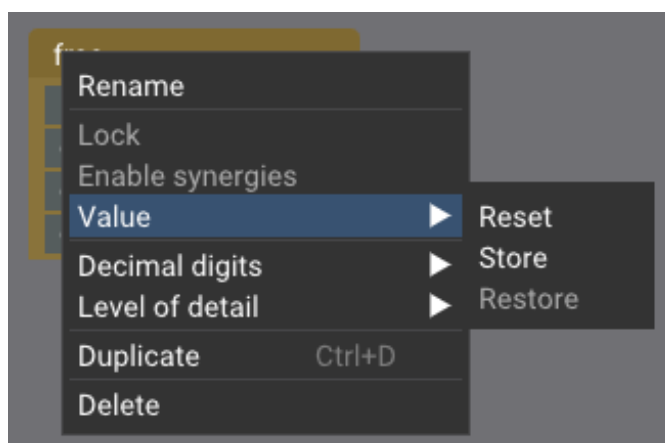 Rename
Lock
Enable synergies
Value
Reset
Store
Restore
Decimal digits
Level of detail
Duplicate Ctrl+D
Delete